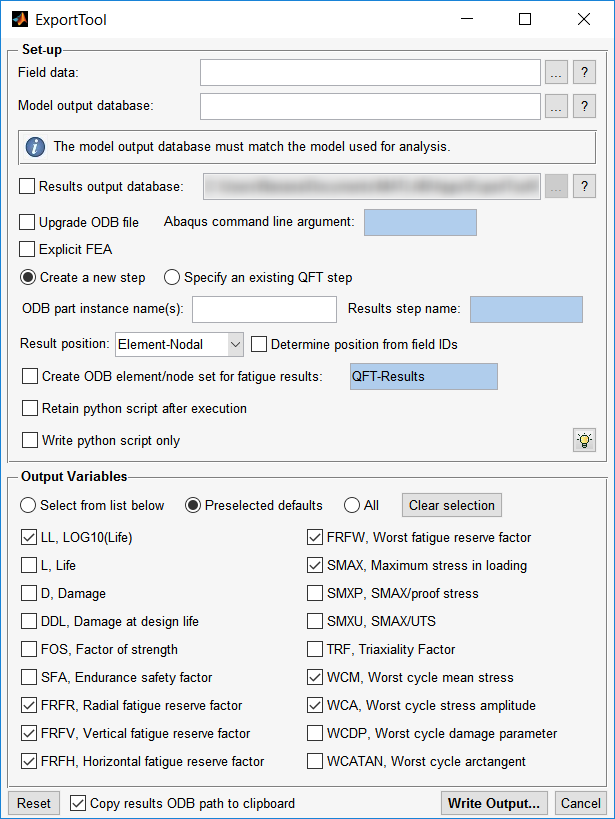 ExportTool
Set-up
Field data:
... ?
Model output database:
... ?
The model output database must match the model used for analysis.
Results output database:
... ?
Upgrade ODB file Abaqus command line argument:
Explicit FEA
Create a new step Specify an existing QFT step
ODB part instance name(s): Results step name:
Result position: Element-Nodal Determine position from field IDs
Create ODB element/node set for fatigue results: QFT-Results
Retain python script after execution
Write python script only
Output Variables
Select from list below Preselected defaults All Clear selection
LL, LOG10(Life) FRFW, Worst fatigue reserve factor
L, Life SMAX, Maximum stress in loading
D, Damage SMXP, SMAX/proof stress
DDL, Damage at design life SMXU, SMAX/UTS
FOS, Factor of strength TRF, Triaxiality Factor
SFA, Endurance safety factor WCM, Worst cycle mean stress
FRFR, Radial fatigue reserve factor WCA, Worst cycle stress amplitude
FRFV, Vertical fatigue reserve factor WCDP, Worst cycle damage parameter
FRFH, Horizontal fatigue reserve factor WCATAN, Worst cycle arctangent
Reset Copy results ODB path to clipboard Write Output... Cancel